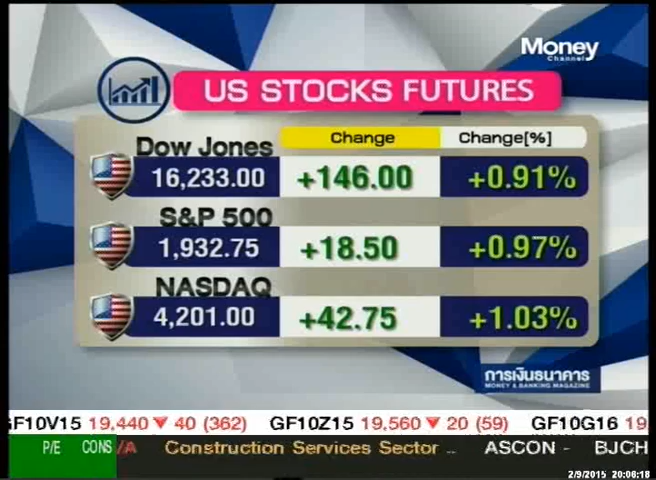 Money
Channel
US STOCKS FUTURES
Change Change[%]
Dow Jones
16,233.00 +146.00 +0.91%
S&P 500
1,932.75 +18.50 +0.97%
NASDAQ
4,201.00 +42.75 +1.03%
การเงินธนาคาร
MONEY & BANKING MAGAZINE
GF10V15 19,440 ▼ 40 (362) GF10Z15 19,560 ▼ 20 (59) GF10G16 19
P/E CONS /A Construction Services Sector .. ASCON - BJCH
2/9/2015 20:06:18